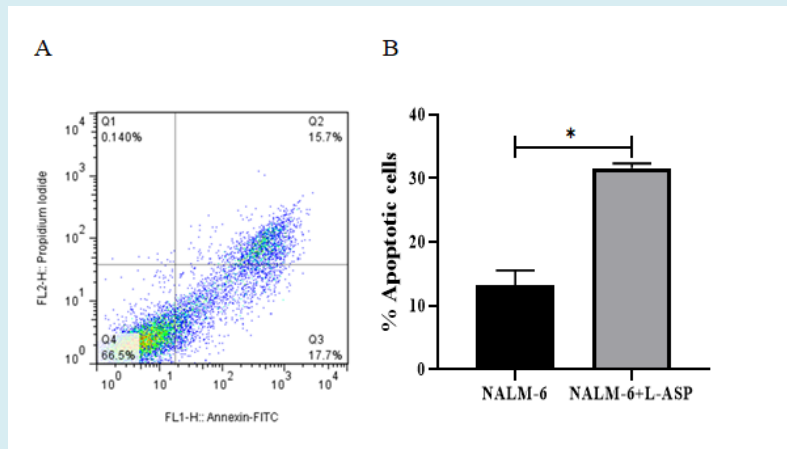 A
B
FL2-H:: Propidium Iodide
10^4
10^3
10^2
10^1
10^0
Q1
0.140%
Q2
15.7%
Q4
66.5%
Q3
17.7%
10^0 10^1 10^2 10^3 10^4
FL1-H:: Annexin-FITC
% Apoptotic cells
40
30
20
10
0
*
NALM-6 NALM-6+L-ASP